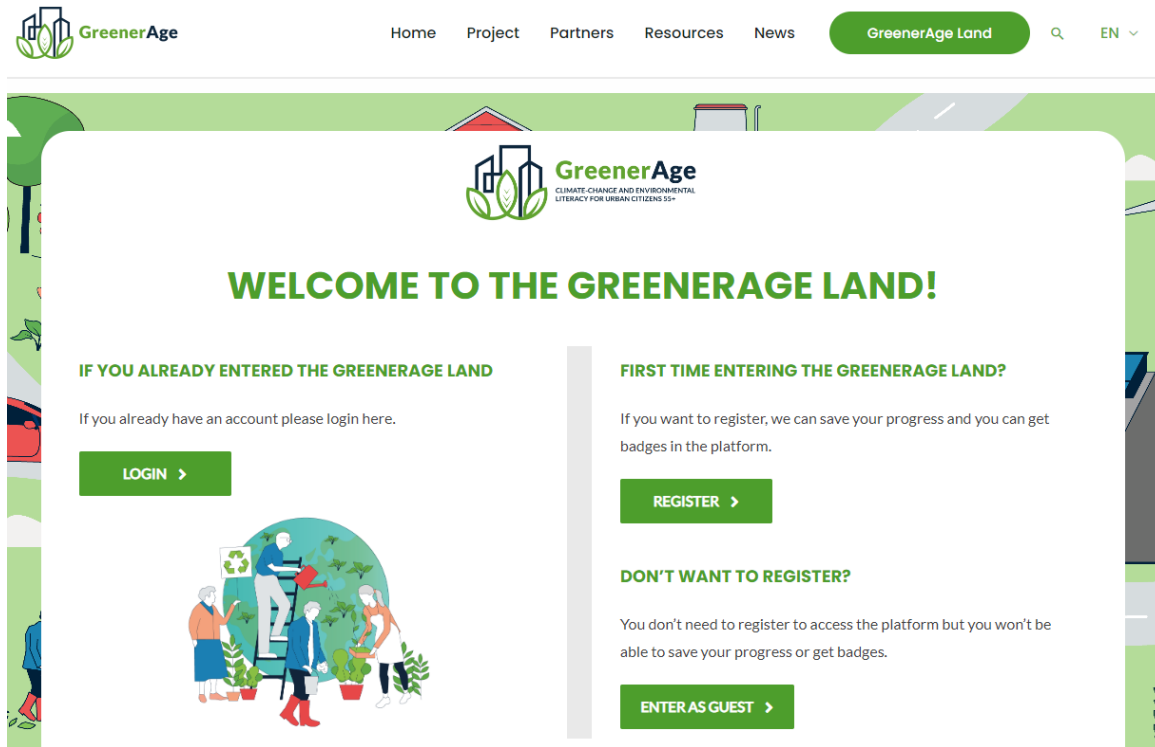 GreenerAge
Home Project Partners Resources News GreenerAge Land EN
GreenerAge
CLIMATE-CHANGE AND ENVIRONMENTAL
LITERACY FOR URBAN CITIZENS 55+
WELCOME TO THE GREENERAGE LAND!
IF YOU ALREADY ENTERED THE GREENERAGE LAND
If you already have an account please login here.
LOGIN
FIRST TIME ENTERING THE GREENERAGE LAND?
If you want to register, we can save your progress and you can get
badges in the platform.
REGISTER
DON’T WANT TO REGISTER?
You don’t need to register to access the platform but you won’t be
able to save your progress or get badges.
ENTER AS GUEST